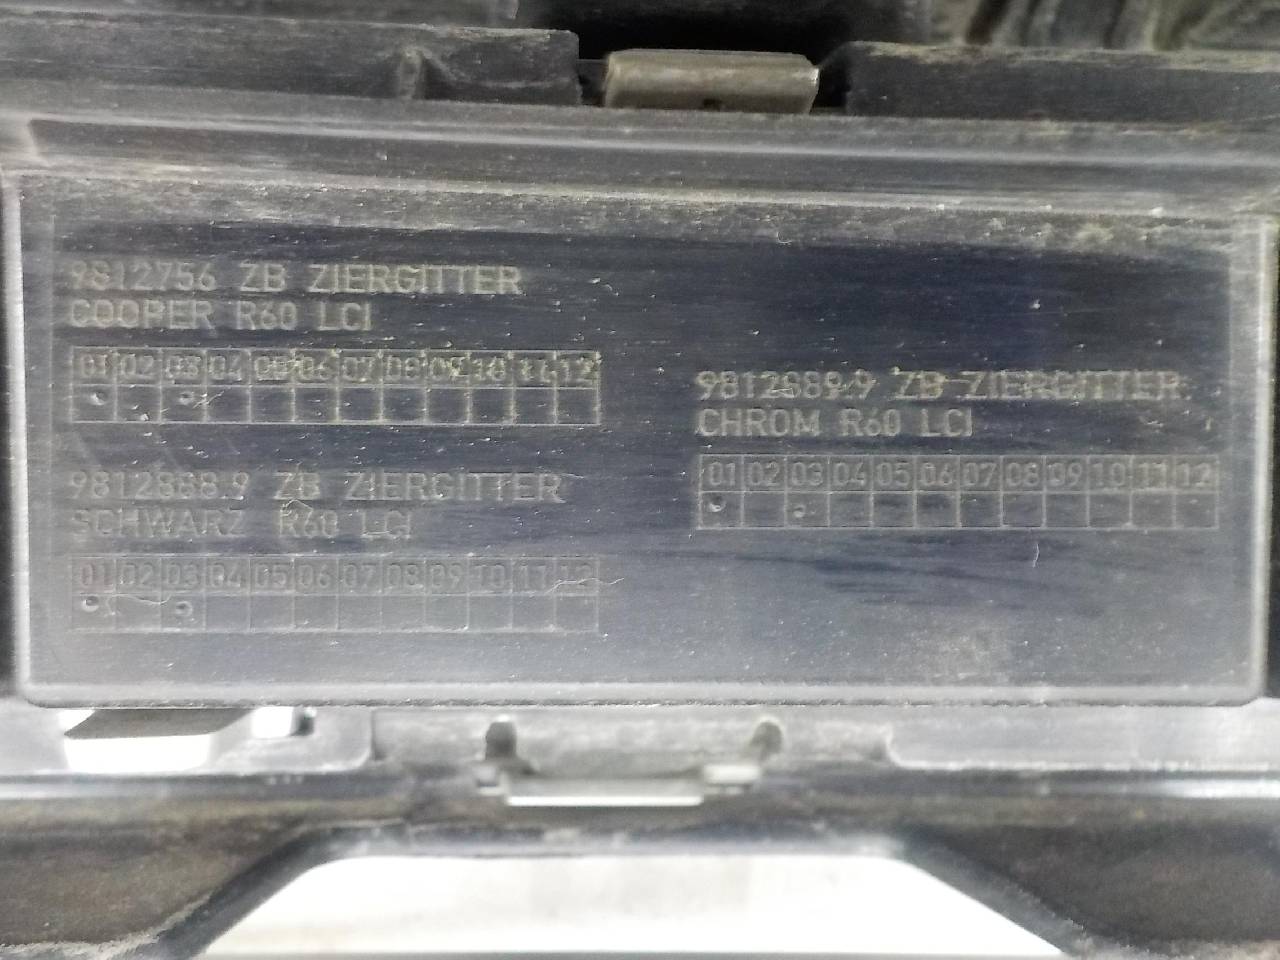 9812756 ZB ZIERGITTER
COOPER R60 LCI
01 02 03 04 05 06 07 08 09 10 11 12
9812888.9 ZB ZIERGITTER
SCHWARZ R60 LCI
01 02 03 04 05 06 07 08 09 10 11 12
9812889.9 ZB ZIERGITTER
CHROM R60 LCI
01 02 03 04 05 06 07 08 09 10 11 12